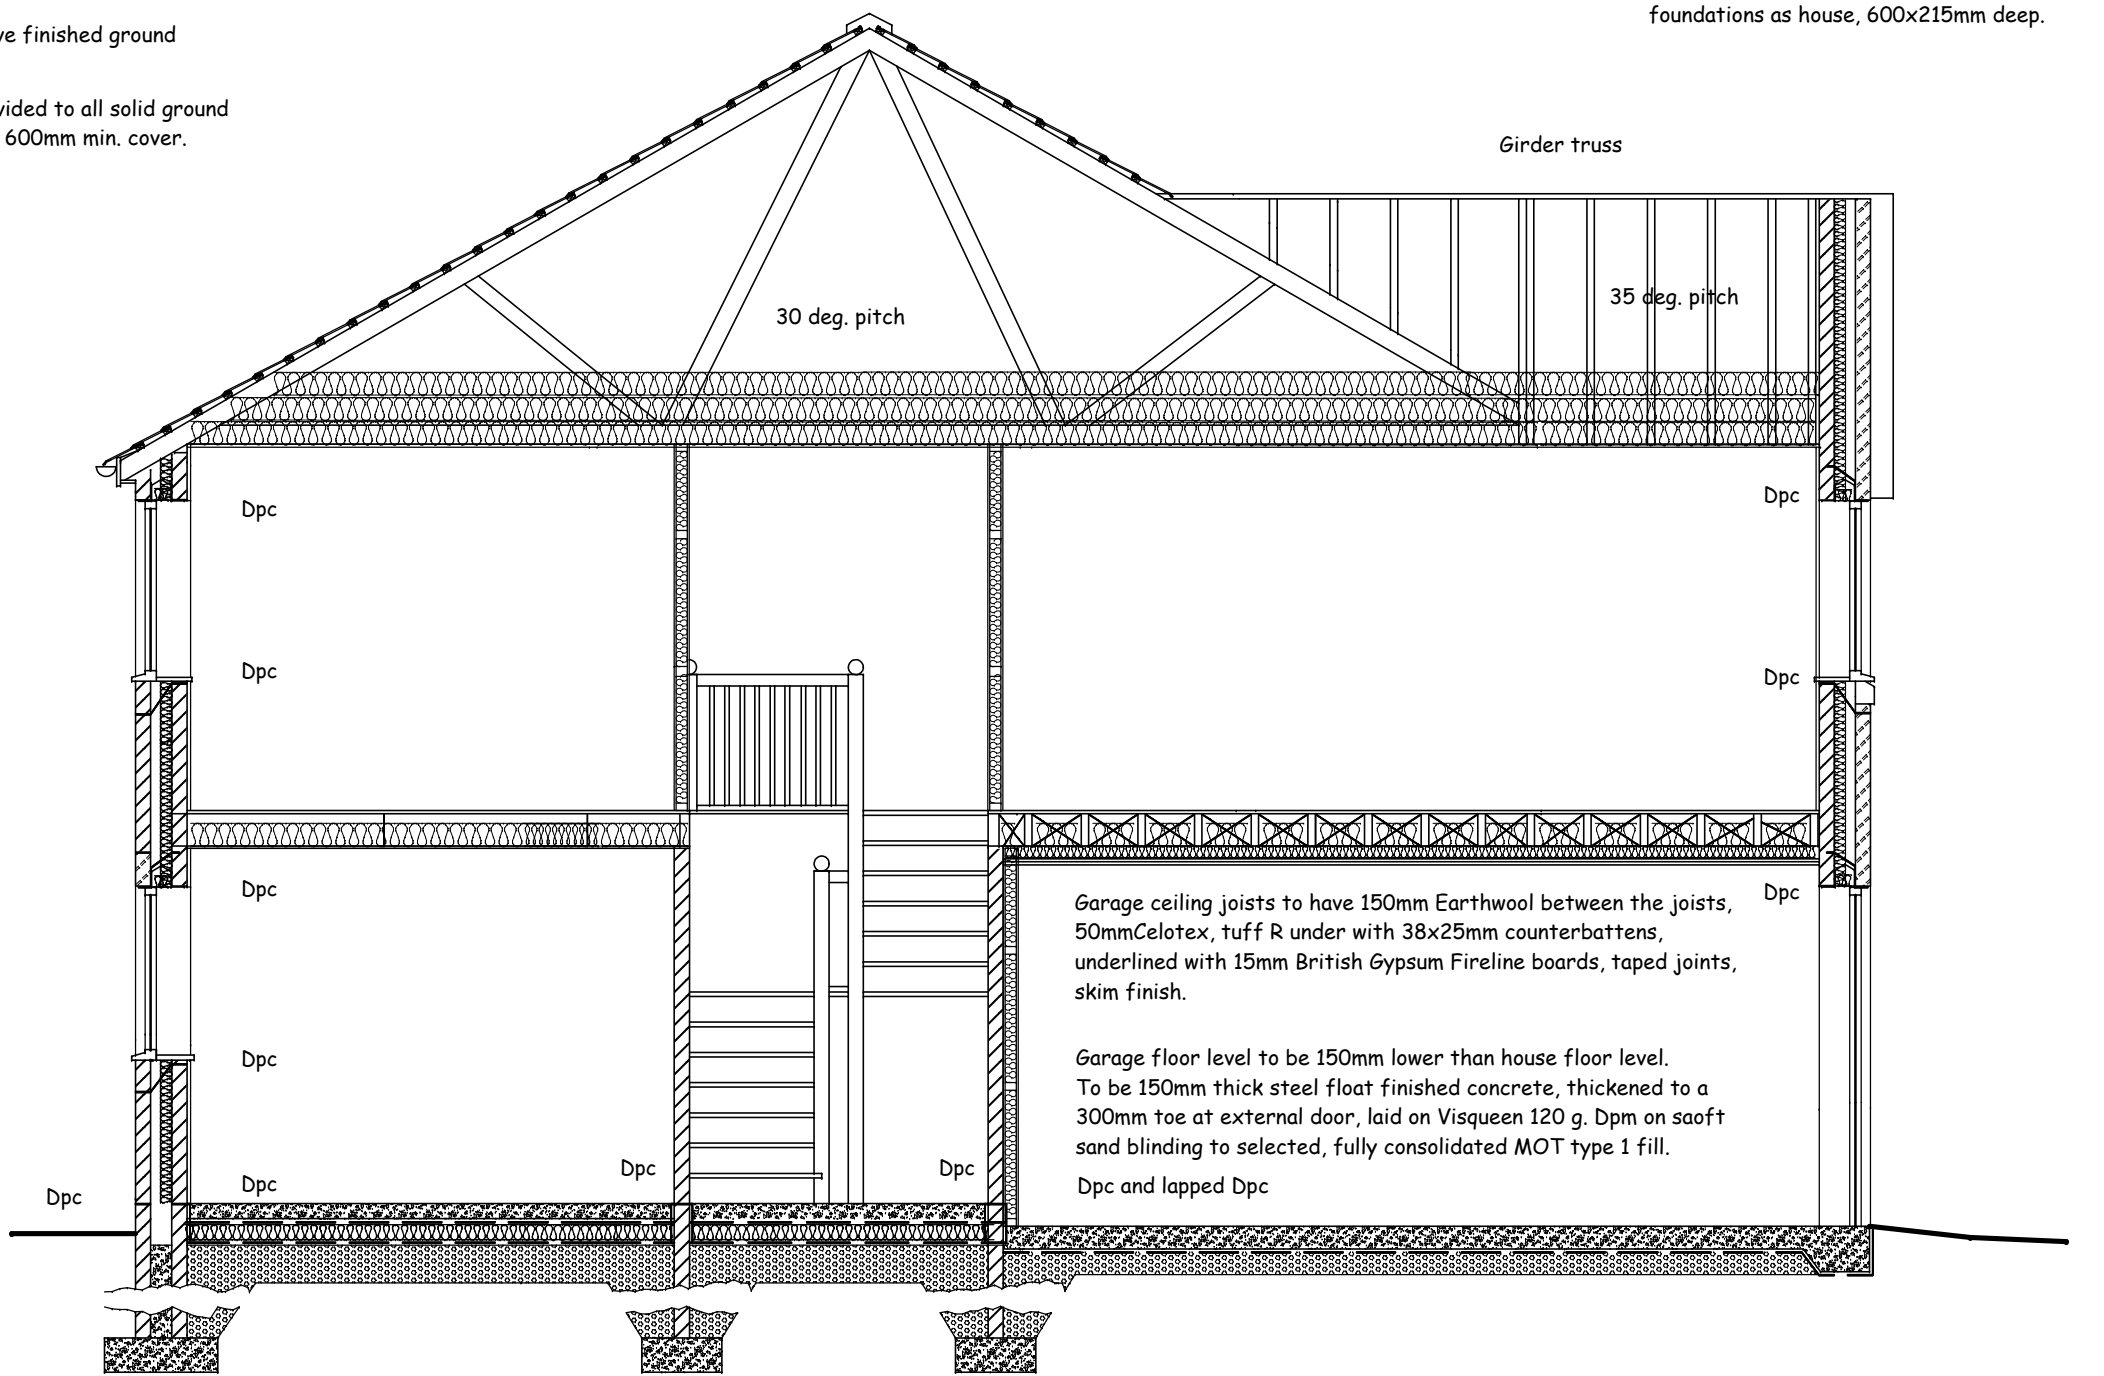 ve finished ground
vided to all solid ground
600mm min. cover.
foundations as house, 600x215mm deep.
Girder truss
30 deg. pitch
35 deg. pitch
Dpc
Dpc
Dpc
Dpc
Dpc
Dpc
Garage ceiling joists to have 150mm Earthwool between the joists,
50mmCelotex, tuff R under with 38x25mm counterbattens,
underlined with 15mm British Gypsum Fireline boards, taped joints,
skim finish.
Dpc
Garage floor level to be 150mm lower than house floor level.
To be 150mm thick steel float finished concrete, thickened to a
300mm toe at external door, laid on Visqueen 120 g. Dpm on saoft
sand blinding to selected, fully consolidated MOT type 1 fill.
Dpc
Dpc
Dpc
Dpc and lapped Dpc
Dpc